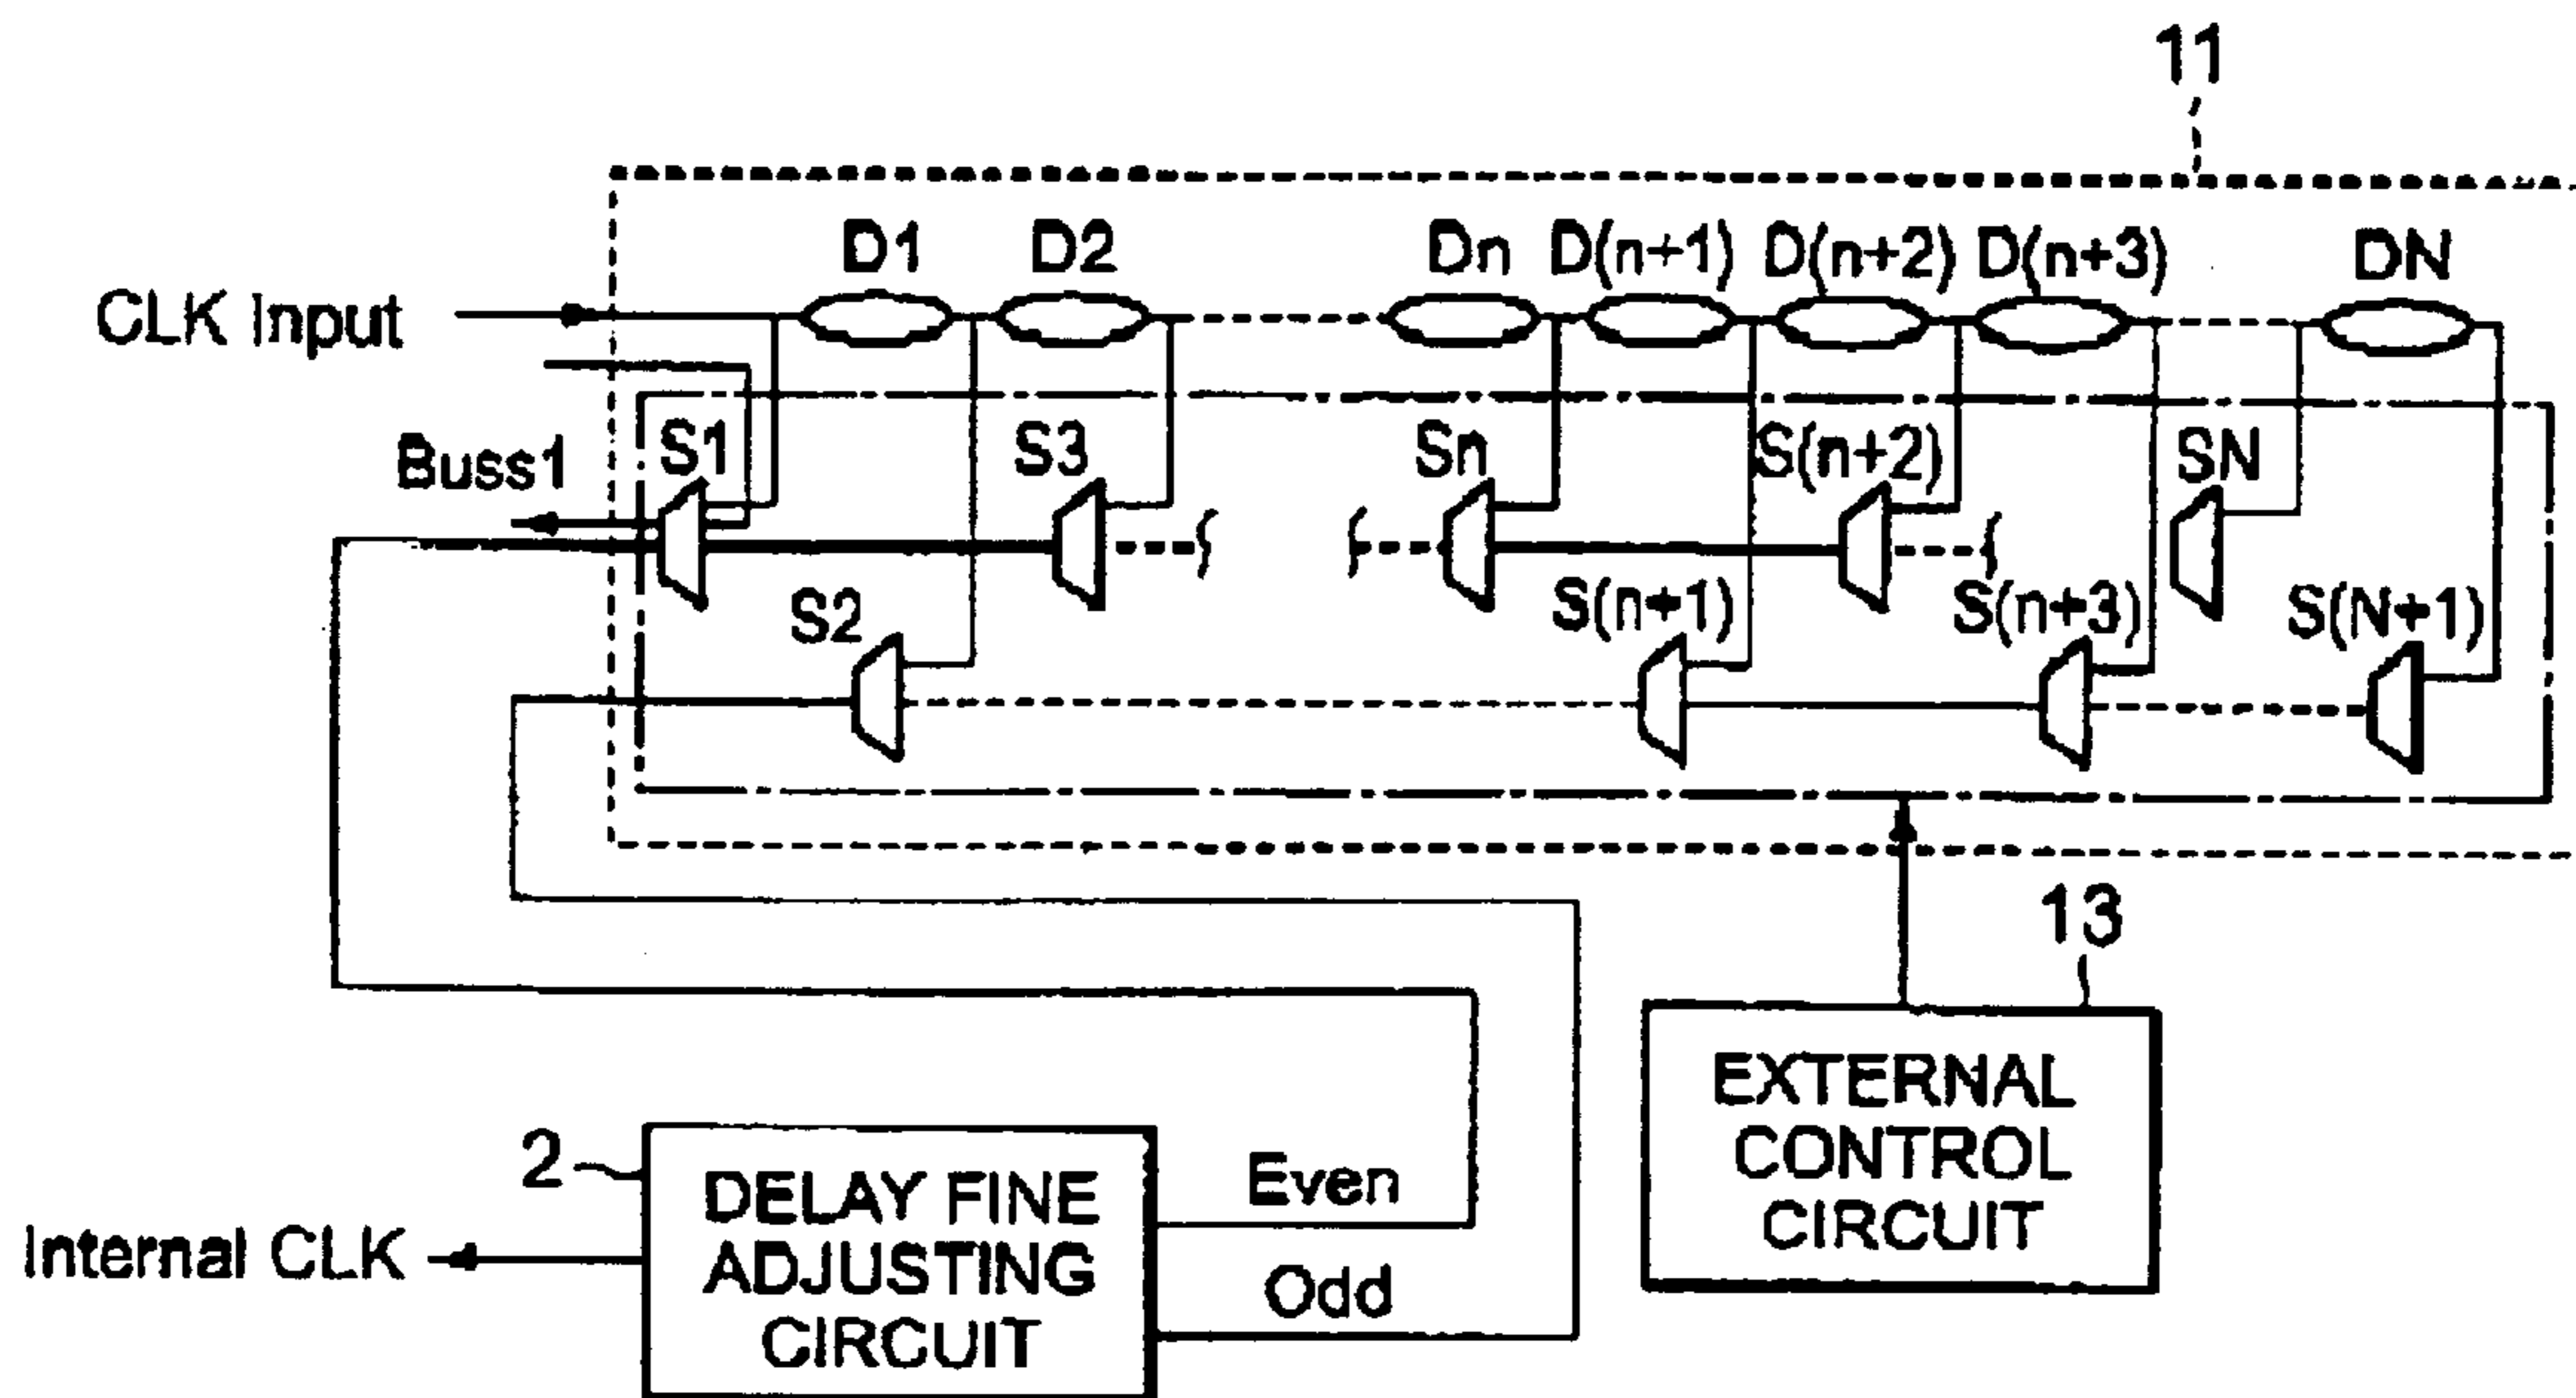 11
D1
D2
Dn
D(n+1)
D(n+2)
D(n+3)
DN
CLK Input
Buss1
S1
S3
Sn
S(n+2)
SN
S2
S(n+1)
S(n+3)
S(N+1)
13
EXTERNAL
CONTROL
CIRCUIT
2
DELAY FINE
ADJUSTING
CIRCUIT
Even
Odd
Internal CLK